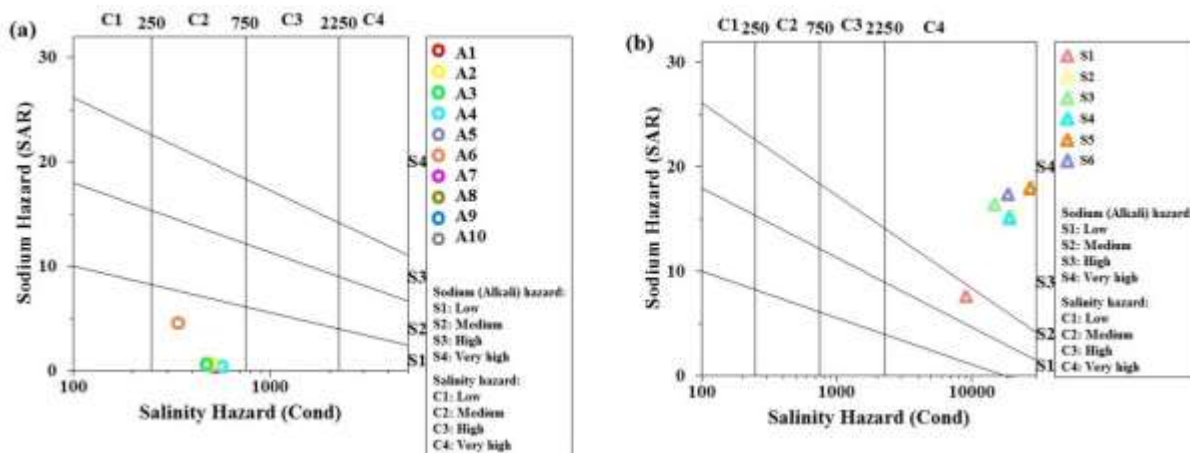 (a)
C1 250 C2 750 C3 2250 C4
30
20
10
0
Sodium Hazard (SAR)
S4
S3
S2
S1
100 1000
Salinity Hazard (Cond)
A1
A2
A3
A4
A5
A6
A7
A8
A9
A10
Sodium (Alkali) hazard:
S1: Low
S2: Medium
S3: High
S4: Very high
Salinity hazard:
C1: Low
C2: Medium
C3: High
C4: Very high
(b)
C1 250 C2 750 C3 2250 C4
30
20
10
0
Sodium Hazard (SAR)
S4
S3
S2
S1
100 1000 10000
Salinity Hazard (Cond)
S1
S2
S3
S4
S5
S6
Sodium (Alkali) hazard:
S1: Low
S2: Medium
S3: High
S4: Very high
Salinity hazard:
C1: Low
C2: Medium
C3: High
C4: Very high